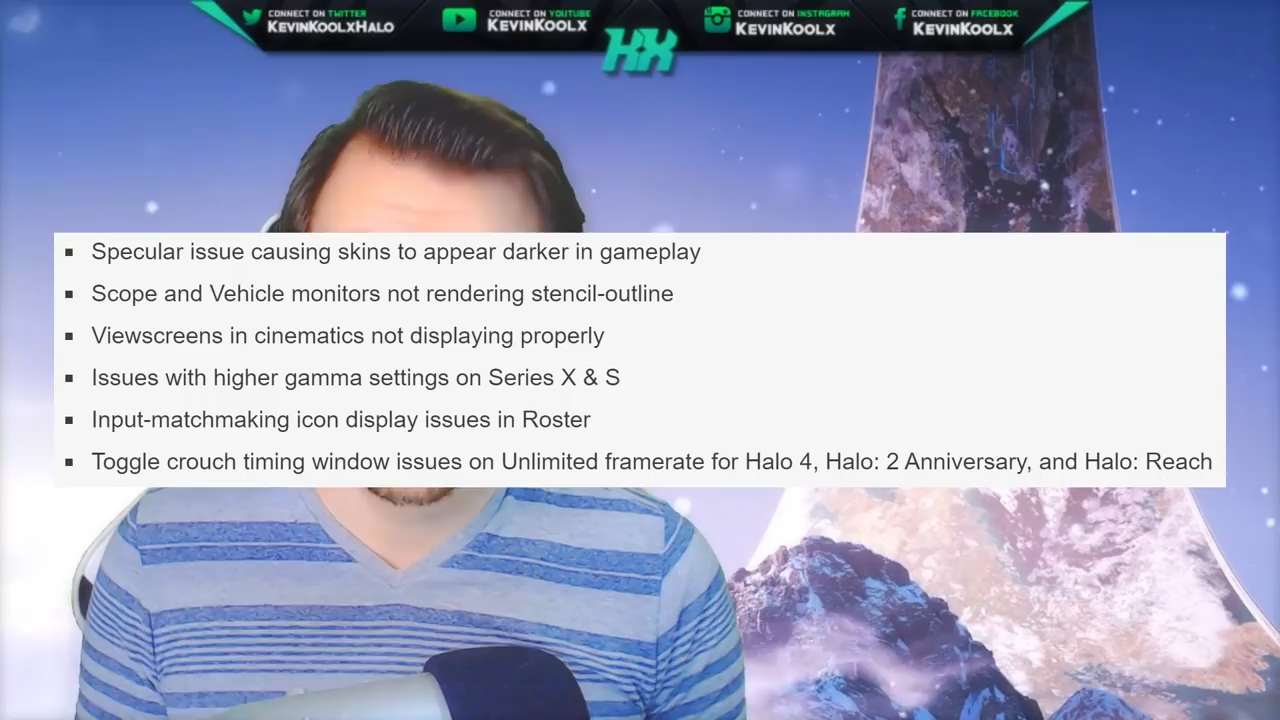 CONNECT ON TWITTER
KEVINKOOLXHALO
CONNECT ON YOUTUBE
KEVINKOOLX
CONNECT ON INSTAGRAM
KEVINKOOLX
CONNECT ON FACEBOOK
KEVINKOOLX
KX
Specular issue causing skins to appear darker in gameplay
Scope and Vehicle monitors not rendering stencil-outline
Viewscreens in cinematics not displaying properly
Issues with higher gamma settings on Series X & S
Input-matchmaking icon display issues in Roster
Toggle crouch timing window issues on Unlimited framerate for Halo 4, Halo: 2 Anniversary, and Halo: Reach